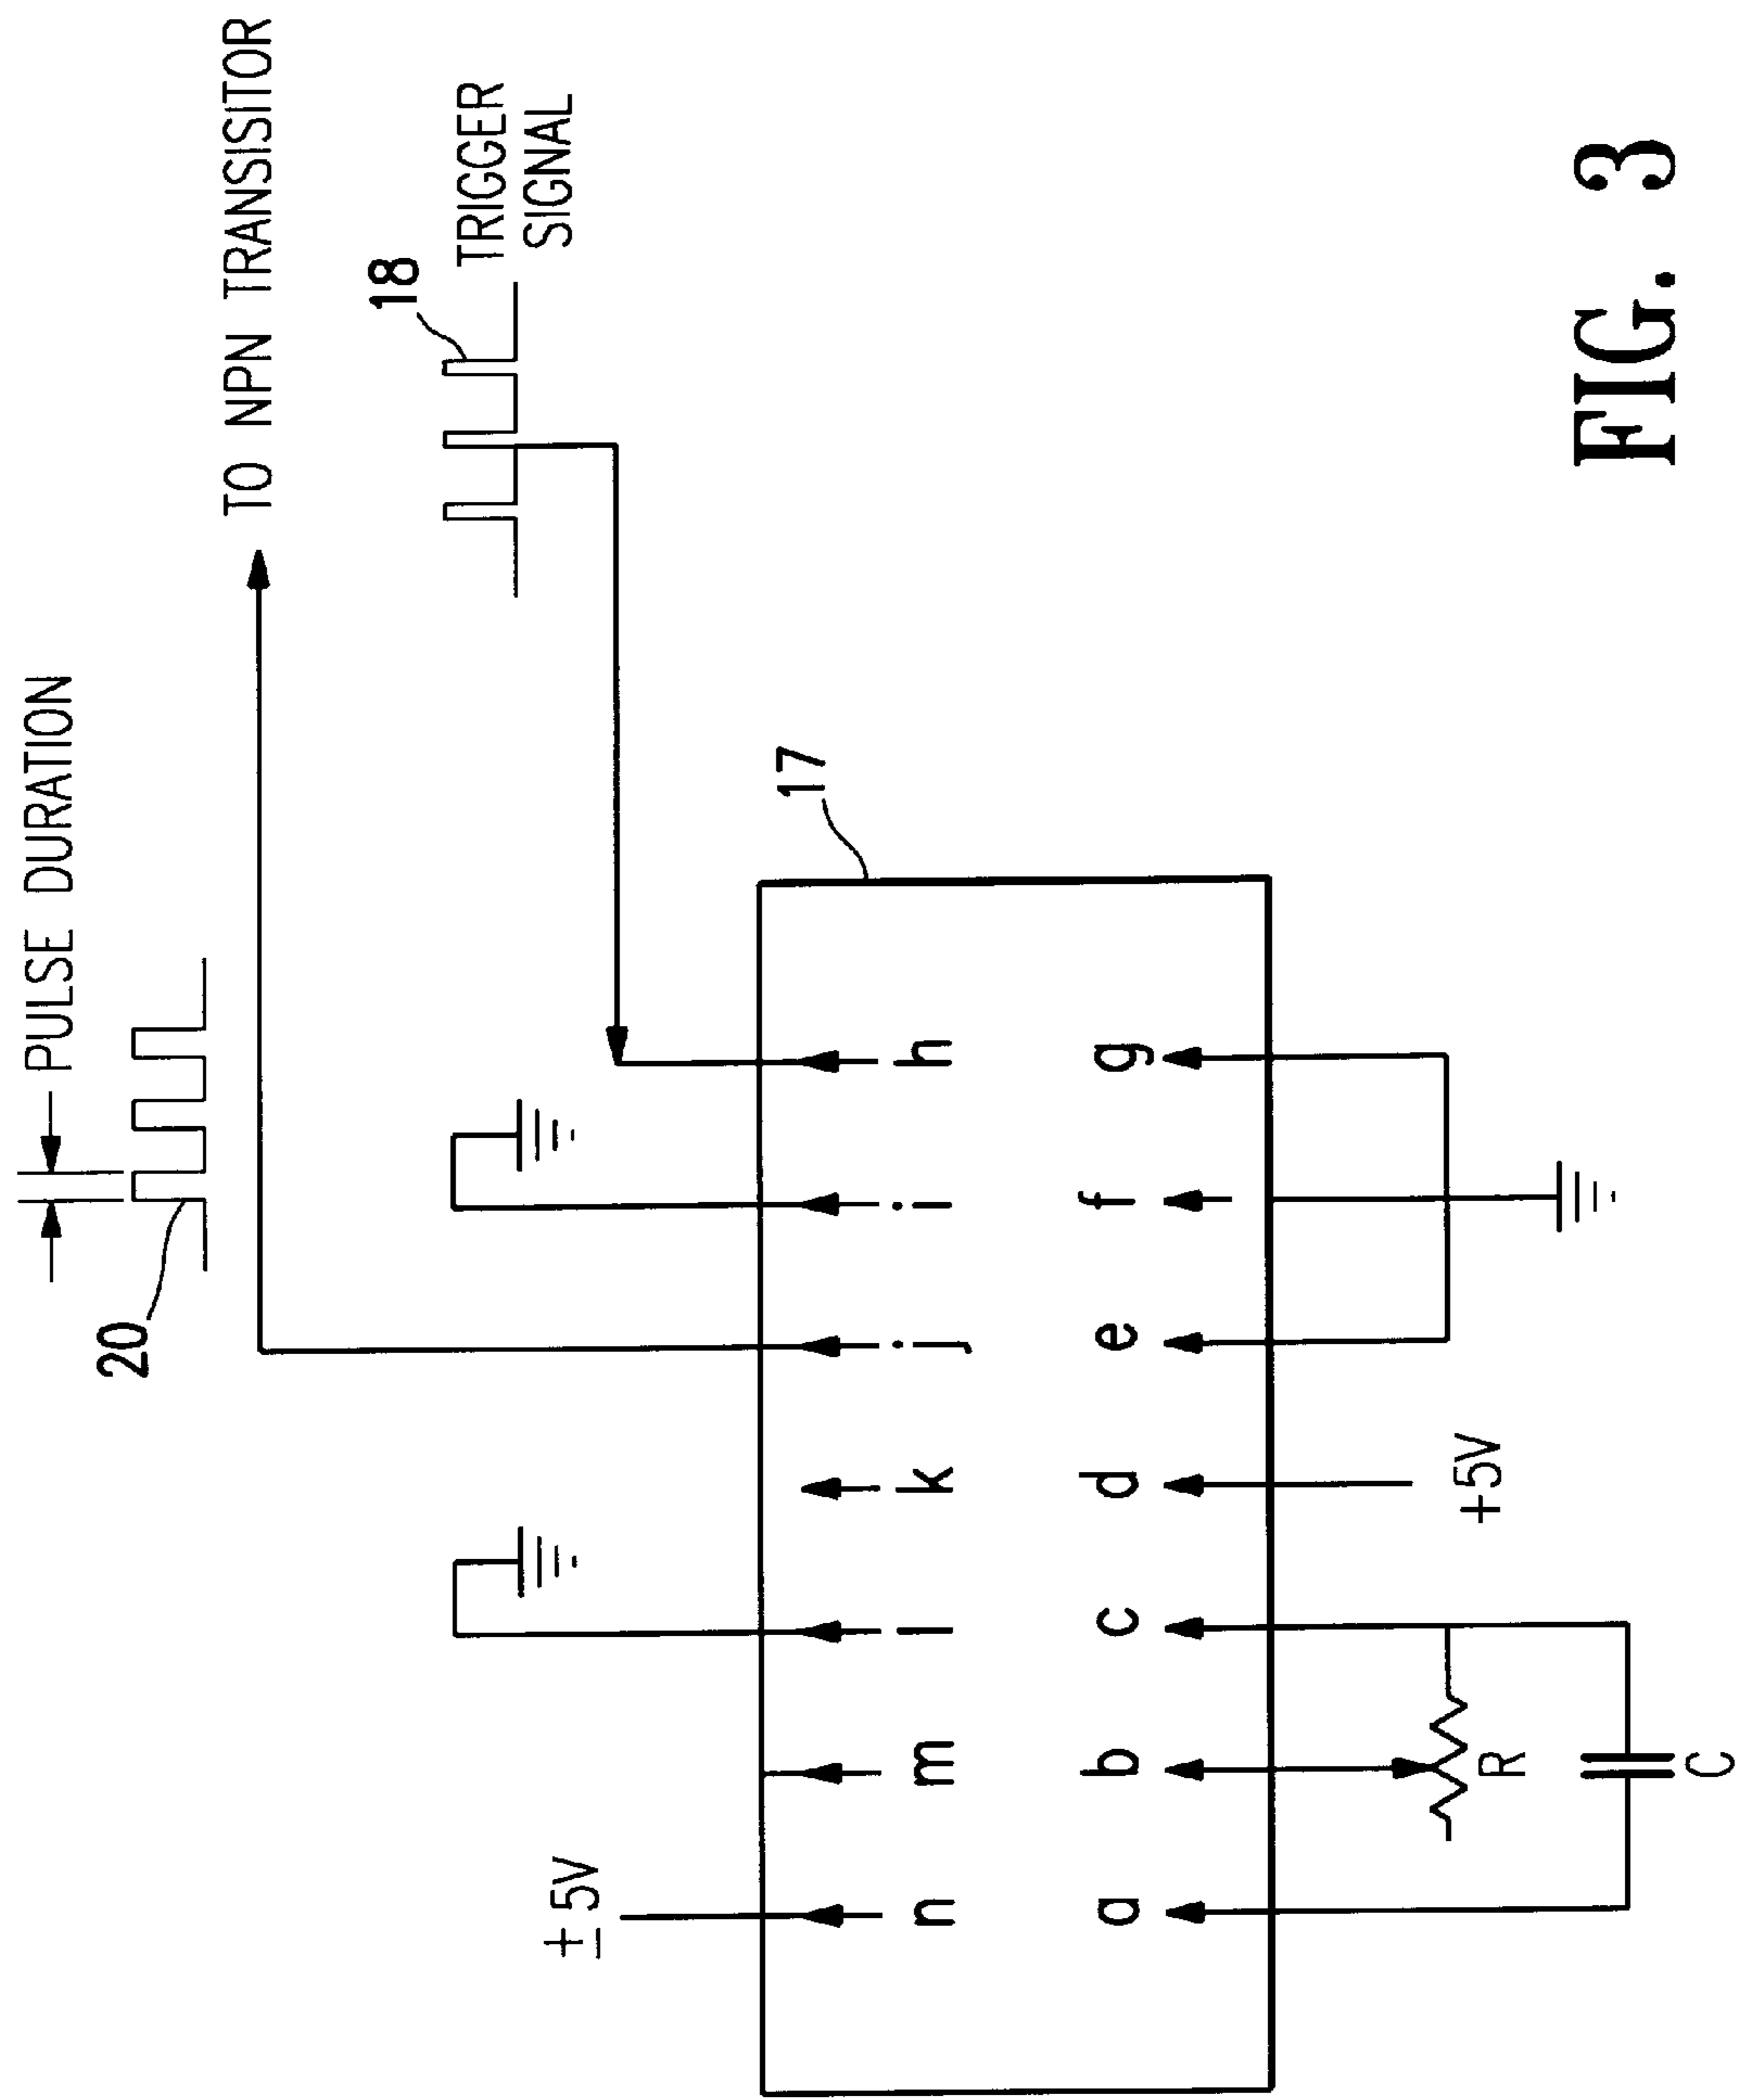 PULSE DURATION
20
TO NPN TRANSISITOR
18
TRIGGER
SIGNAL
±5V
17
n m l k j i h
a b c d e f g
+5V
R
C
FIG. 3